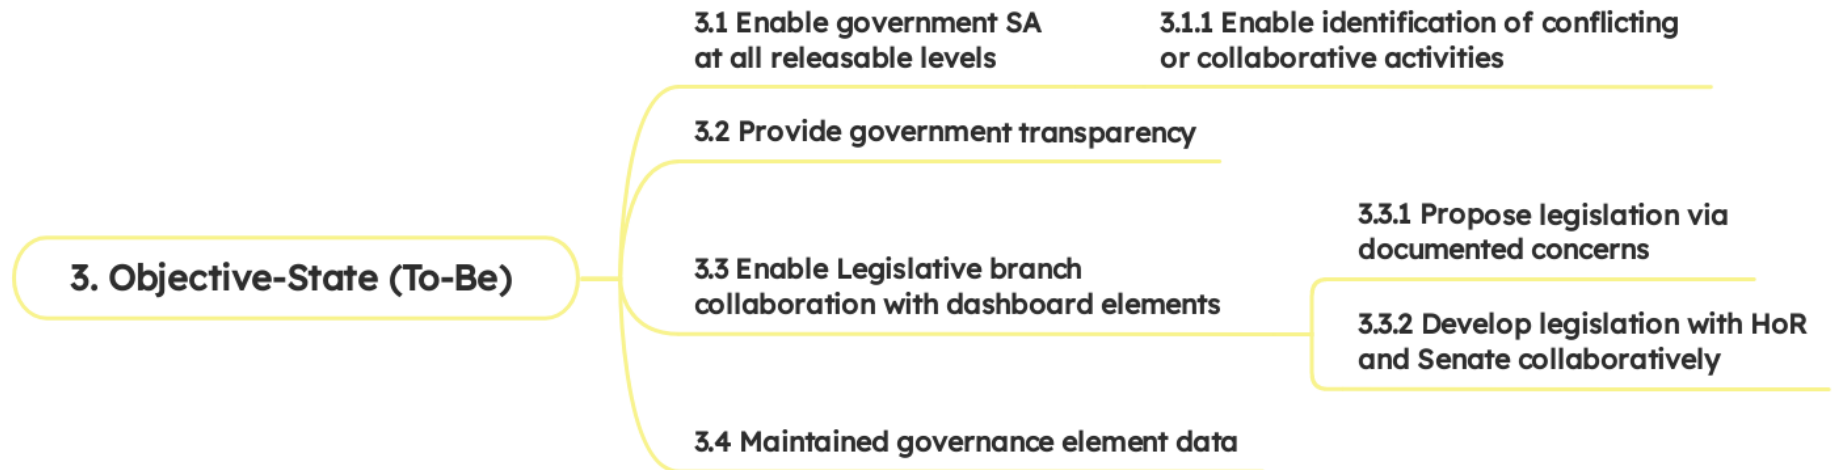 3. Objective-State (To-Be)
3.1 Enable government SA
at all releasable levels
3.1.1 Enable identification of conflicting
or collaborative activities
3.2 Provide government transparency
3.3 Enable Legislative branch
collaboration with dashboard elements
3.3.1 Propose legislation via
documented concerns
3.3.2 Develop legislation with HoR
and Senate collaboratively
3.4 Maintained governance element data